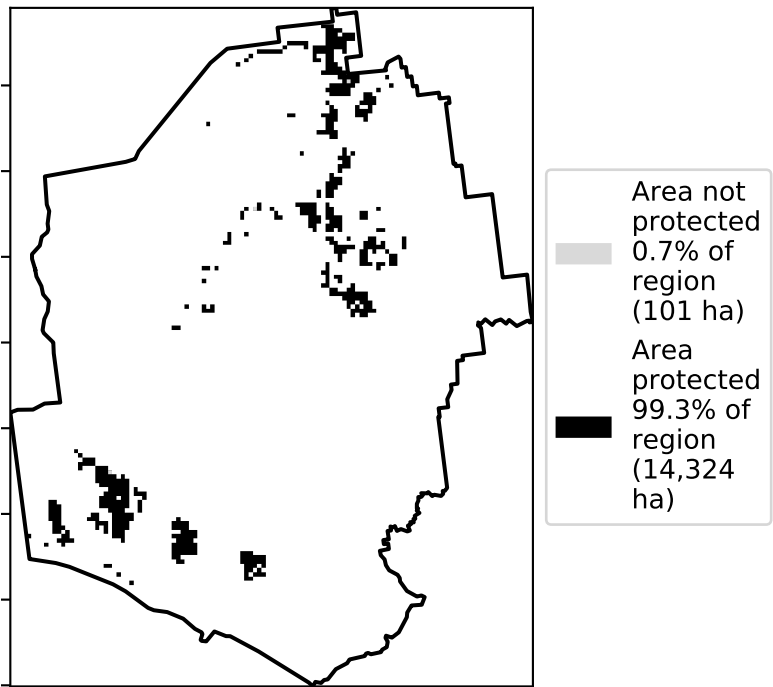 Area not
protected
0.7% of
region
(101 ha)
Area
protected
99.3% of
region
(14,324
ha)